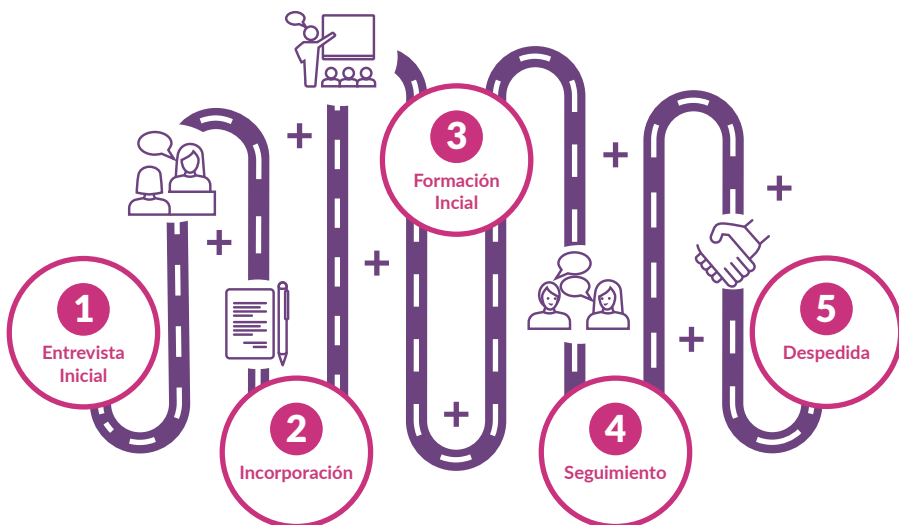 1
Entrevista
Inicial
2
Incorporación
3
Formación
Incial
4
Seguimiento
5
Despedida